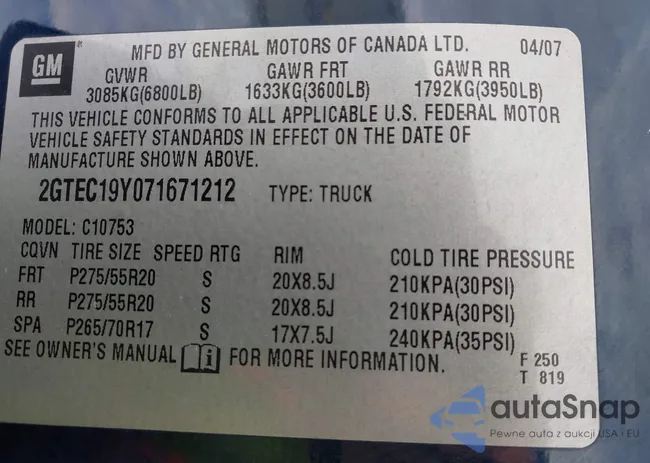 GM
MFD BY GENERAL MOTORS OF CANADA LTD. 04/07
GVWR GAWR FRT GAWR RR
3085KG(6800LB) 1633KG(3600LB) 1792KG(3950LB)
THIS VEHICLE CONFORMS TO ALL APPLICABLE U.S. FEDERAL MOTOR
VEHICLE SAFETY STANDARDS IN EFFECT ON THE DATE OF
MANUFACTURE SHOWN ABOVE.
2GTEC19Y071671212 TYPE: TRUCK
MODEL: C10753
CQVN TIRE SIZE SPEED RTG RIM COLD TIRE PRESSURE
FRT P275/55R20 S 20X8.5J 210KPA(30PSI)
RR P275/55R20 S 20X8.5J 210KPA(30PSI)
SPA P265/70R17 S 17X7.5J 240KPA(35PSI)
SEE OWNER'S MANUAL FOR MORE INFORMATION.
F 250
T 819
autaSnap
Pewne auta z aukcji USA i EU